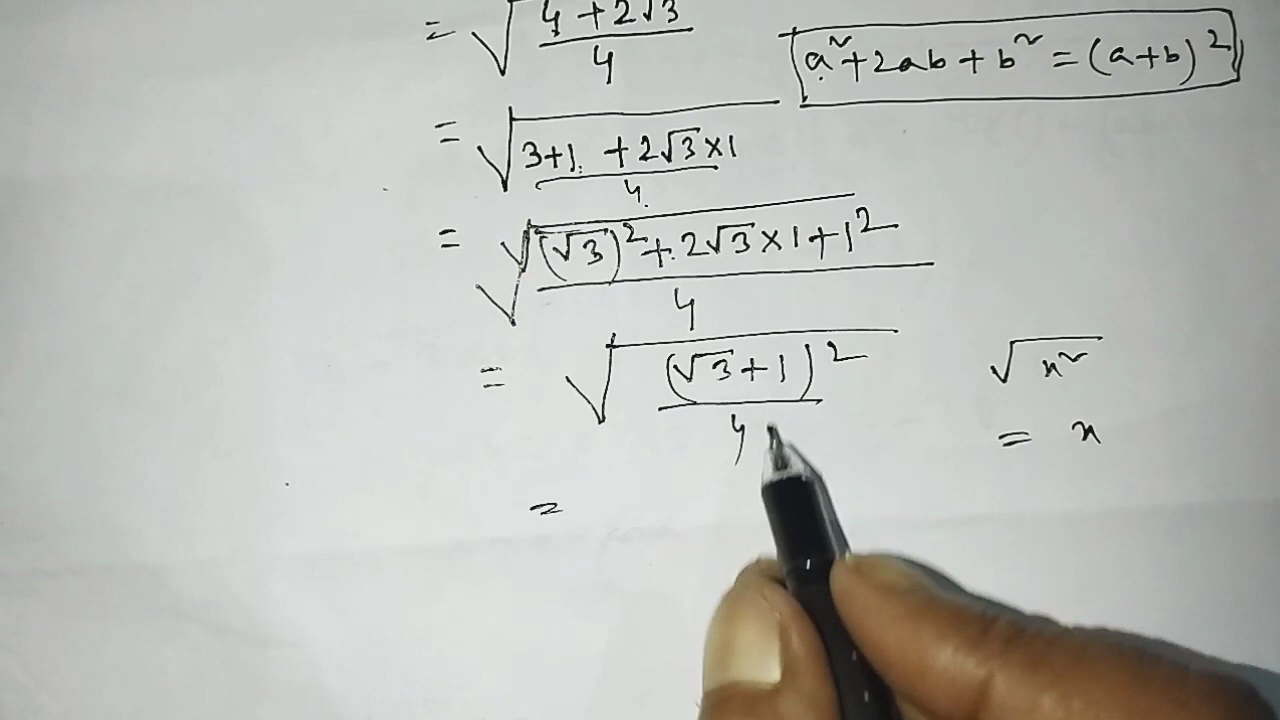 = √(4 + 2√3)/4
a² + 2ab + b² = (a+b)²
= √(3+1 + 2√3×1)/4
= √((√3)² + 2√3×1 + 1²)/4
= √((√3+1)²)/4
√x²
= x
=